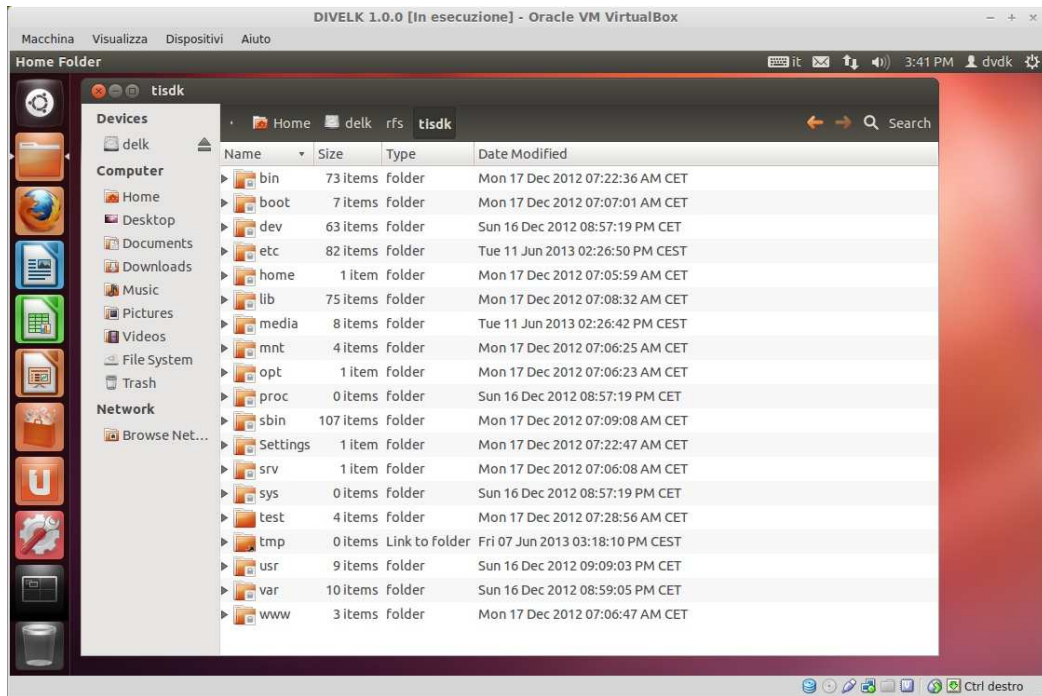 DIVELK 1.0.0 [In esecuzione] - Oracle VM VirtualBox
Macchina Visualizza Dispositivi Aiuto
Home Folder it 3:41 PM dvdk
tisdk
Devices
delk
Computer
Home
Desktop
Documents
Downloads
Music
Pictures
Videos
File System
Trash
Network
Browse Net...
Home delk rfs tisdk Search
Name Size Type Date Modified
bin 73 items folder Mon 17 Dec 2012 07:22:36 AM CET
boot 7 items folder Mon 17 Dec 2012 07:07:01 AM CET
dev 63 items folder Sun 16 Dec 2012 08:57:19 PM CET
etc 82 items folder Tue 11 Jun 2013 02:26:50 PM CEST
home 1 item folder Mon 17 Dec 2012 07:05:59 AM CET
lib 75 items folder Mon 17 Dec 2012 07:08:32 AM CET
media 8 items folder Tue 11 Jun 2013 02:26:42 PM CEST
mnt 4 items folder Mon 17 Dec 2012 07:06:25 AM CET
opt 1 item folder Mon 17 Dec 2012 07:06:23 AM CET
proc 0 items folder Sun 16 Dec 2012 08:57:19 PM CET
sbin 107 items folder Mon 17 Dec 2012 07:09:08 AM CET
Settings 1 item folder Mon 17 Dec 2012 07:22:47 AM CET
srv 1 item folder Mon 17 Dec 2012 07:06:08 AM CET
sys 0 items folder Sun 16 Dec 2012 08:57:19 PM CET
test 4 items folder Mon 17 Dec 2012 07:28:56 AM CET
tmp 0 items Link to folder Fri 07 Jun 2013 03:18:10 PM CEST
usr 9 items folder Sun 16 Dec 2012 09:09:03 PM CET
var 10 items folder Sun 16 Dec 2012 08:59:05 PM CET
www 3 items folder Mon 17 Dec 2012 07:06:47 AM CET
Ctrl destro